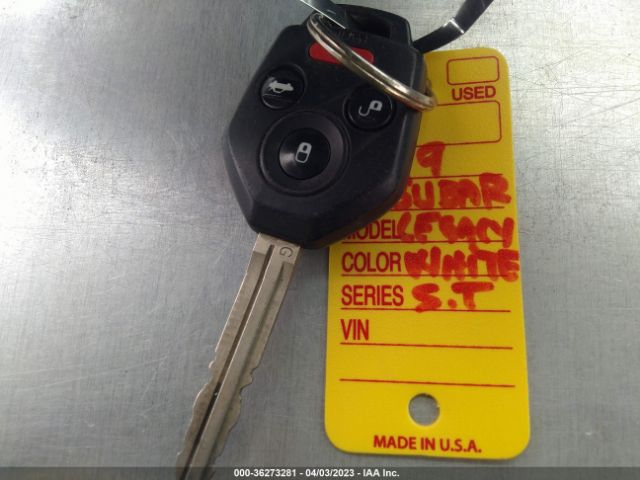 USED
9
SUBAR
MODEL LEGACY
COLOR WHITE
SERIES S.T
VIN
MADE IN U.S.A.
G
000-36273281 - 04/03/2023 - IAA Inc.